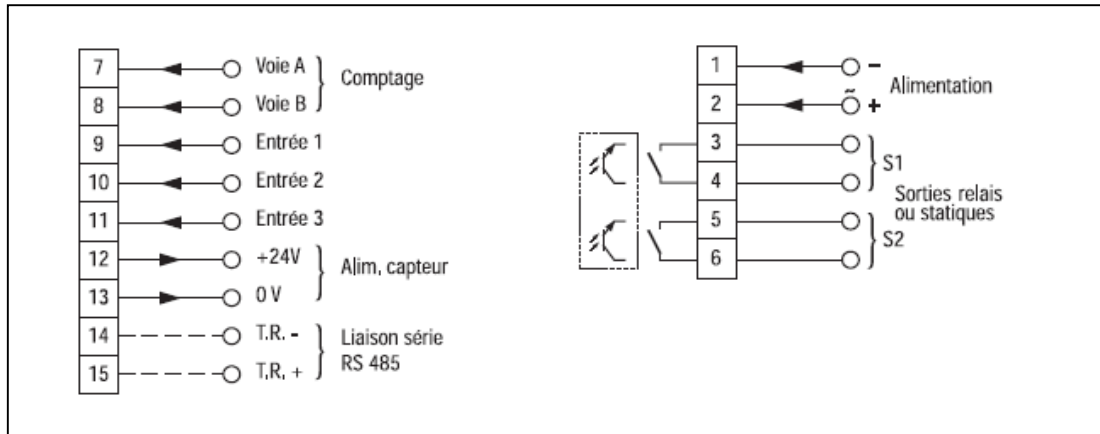 7 Voie A
8 Voie B
Comptage
9 Entrée 1
10 Entrée 2
11 Entrée 3
12 +24V
13 0 V
Alim. capteur
14 T.R. -
15 T.R. +
Liaison série
RS 485
1 -
2 ~ +
Alimentation
3
4
S1
Sorties relais
ou statiques
5
6
S2